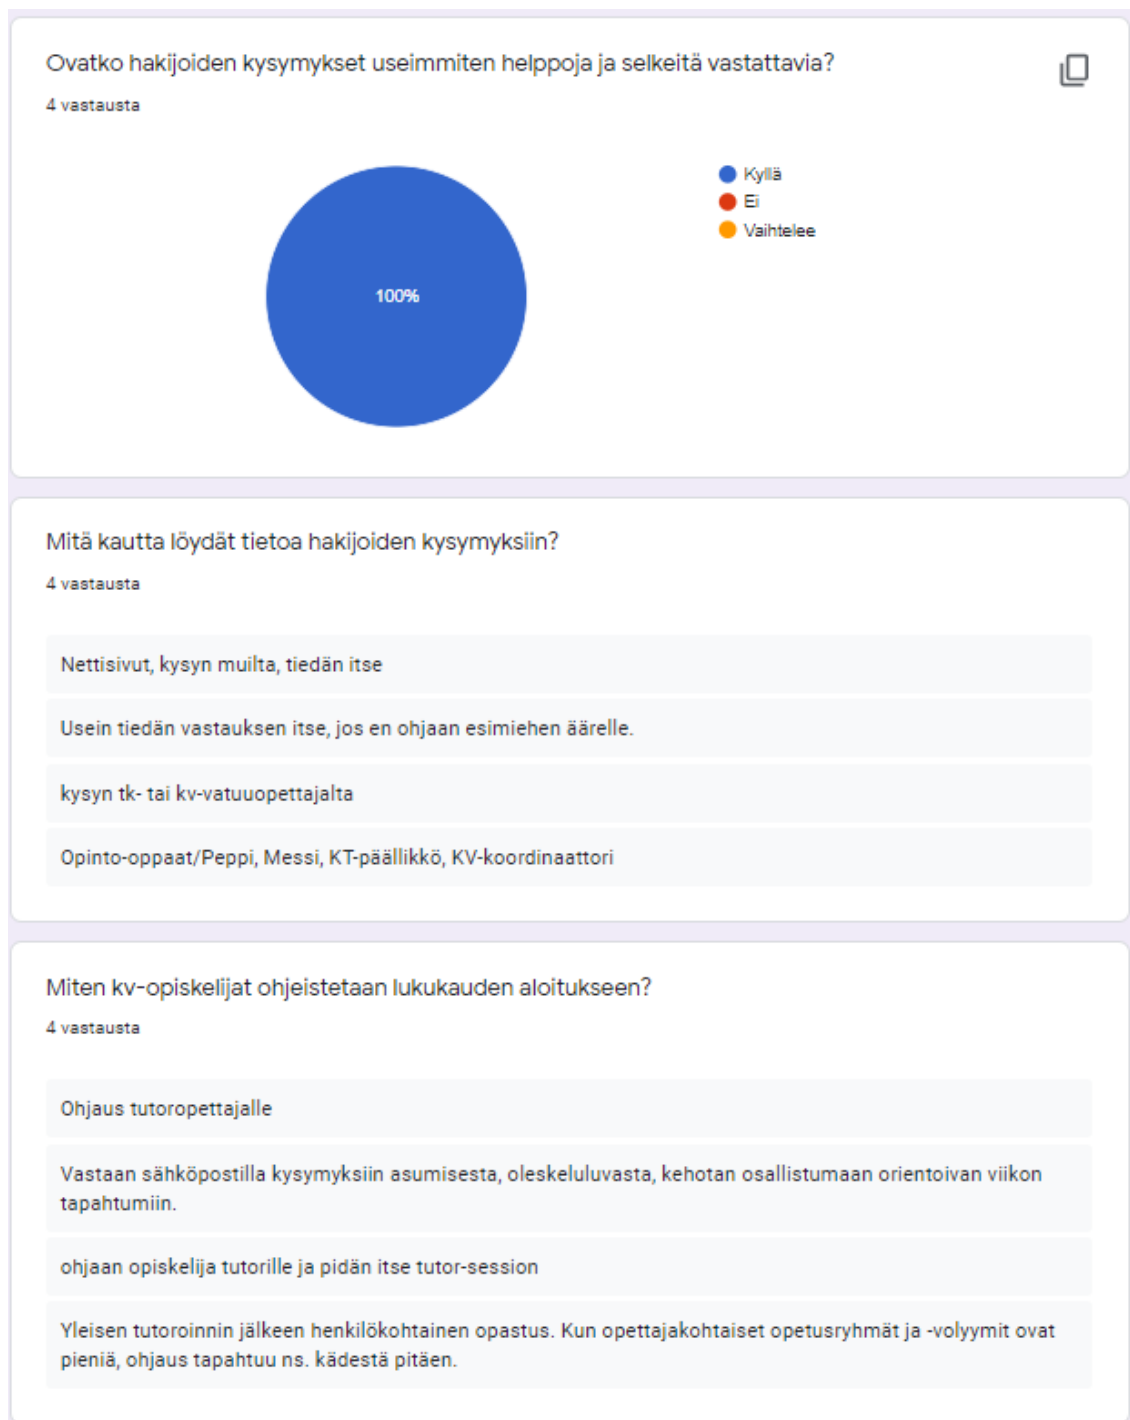 Ovatko hakijoiden kysymykset useimmiten helppoja ja selkeitä vastattavia?
4 vastausta
100%
Kyllä
Ei
Vaihtelee
Mitä kautta löydät tietoa hakijoiden kysymyksiin?
4 vastausta
Nettisivut, kysyn muilta, tiedän itse
Usein tiedän vastauksen itse, jos en ohjaan esimiehen äärelle.
kysyn tk- tai kv-vatuuopettajalta
Opinto-oppaat/Peppi, Messi, KT-päällikkö, KV-koordinaattori
Miten kv-opiskelijat ohjeistetaan lukukauden aloitukseen?
4 vastausta
Ohjaus tutoropettajalle
Vastaan sähköpostilla kysymyksiin asumisesta, oleskeluluvasta, kehotan osallistumaan orientoivan viikon
tapahtumiin.
ohjaan opiskelija tutorille ja pidän itse tutor-session
Yleisen tutoroinnin jälkeen henkilökohtainen opastus. Kun opettajakohtaiset opetusryhmät ja -volyymit ovat
pieniä, ohjaus tapahtuu ns. kädestä pitäen.